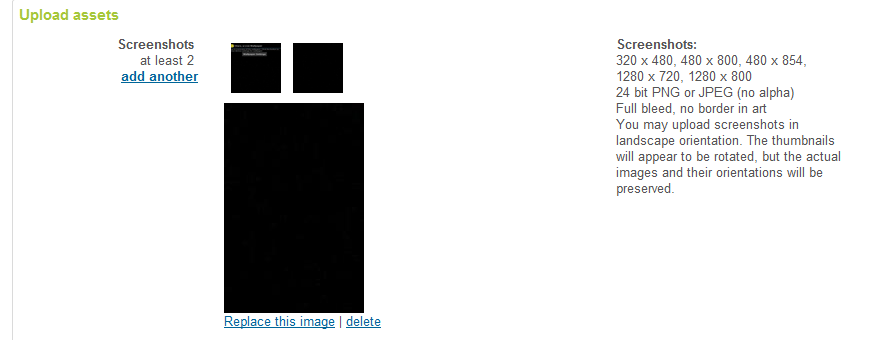 Upload assets
Screenshots
at least 2
add another
Replace this image | delete
Screenshots:
320 x 480, 480 x 800, 480 x 854,
1280 x 720, 1280 x 800
24 bit PNG or JPEG (no alpha)
Full bleed, no border in art
You may upload screenshots in
landscape orientation. The thumbnails
will appear to be rotated, but the actual
images and their orientations will be
preserved.